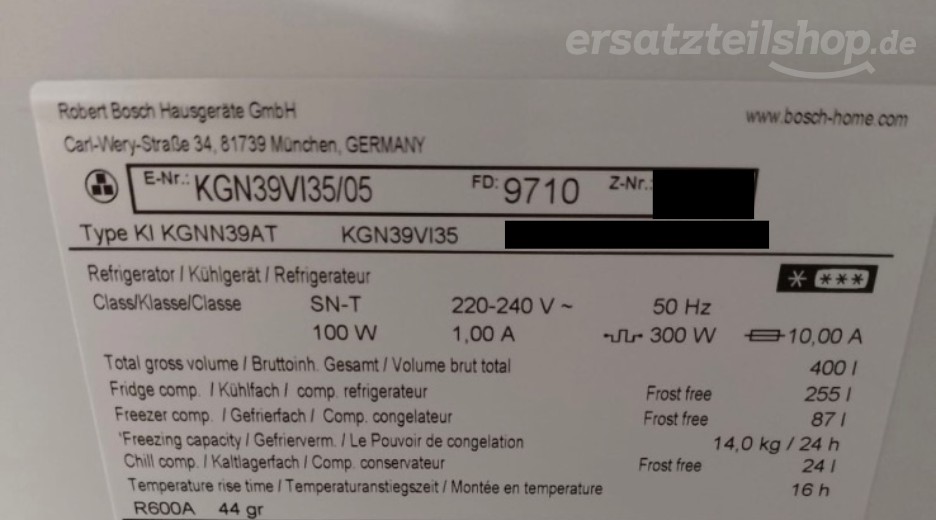 ersatzteilshop.de
Robert Bosch Hausgeräte GmbH www.bosch-home.com
Carl-Wery-Straße 34, 81739 München, GERMANY
E-Nr.: KGN39VI35/05 FD: 9710 Z-Nr.:
Type KI KGNN39AT KGN39VI35
Refrigerator / Kühlgerät / Refrigerateur * ***
Class/Klasse/Classe SN-T 220-240 V ~ 50 Hz
100 W 1,00 A 300 W 10,00 A
Total gross volume / Bruttoinh. Gesamt / Volume brut total 400 l
Fridge comp. / Kühlfach / comp. refrigerateur Frost free 255 l
Freezer comp. / Gefrierfach / Comp. congelateur Frost free 87 l
'Freezing capacity / Gefrierverm. / Le Pouvoir de congelation 14,0 kg / 24 h
Chill comp. / Kaltlagerfach / Comp. conservateur Frost free 24 l
Temperature rise time / Temperaturanstiegszeit / Montée en temperature 16 h
R600A 44 gr